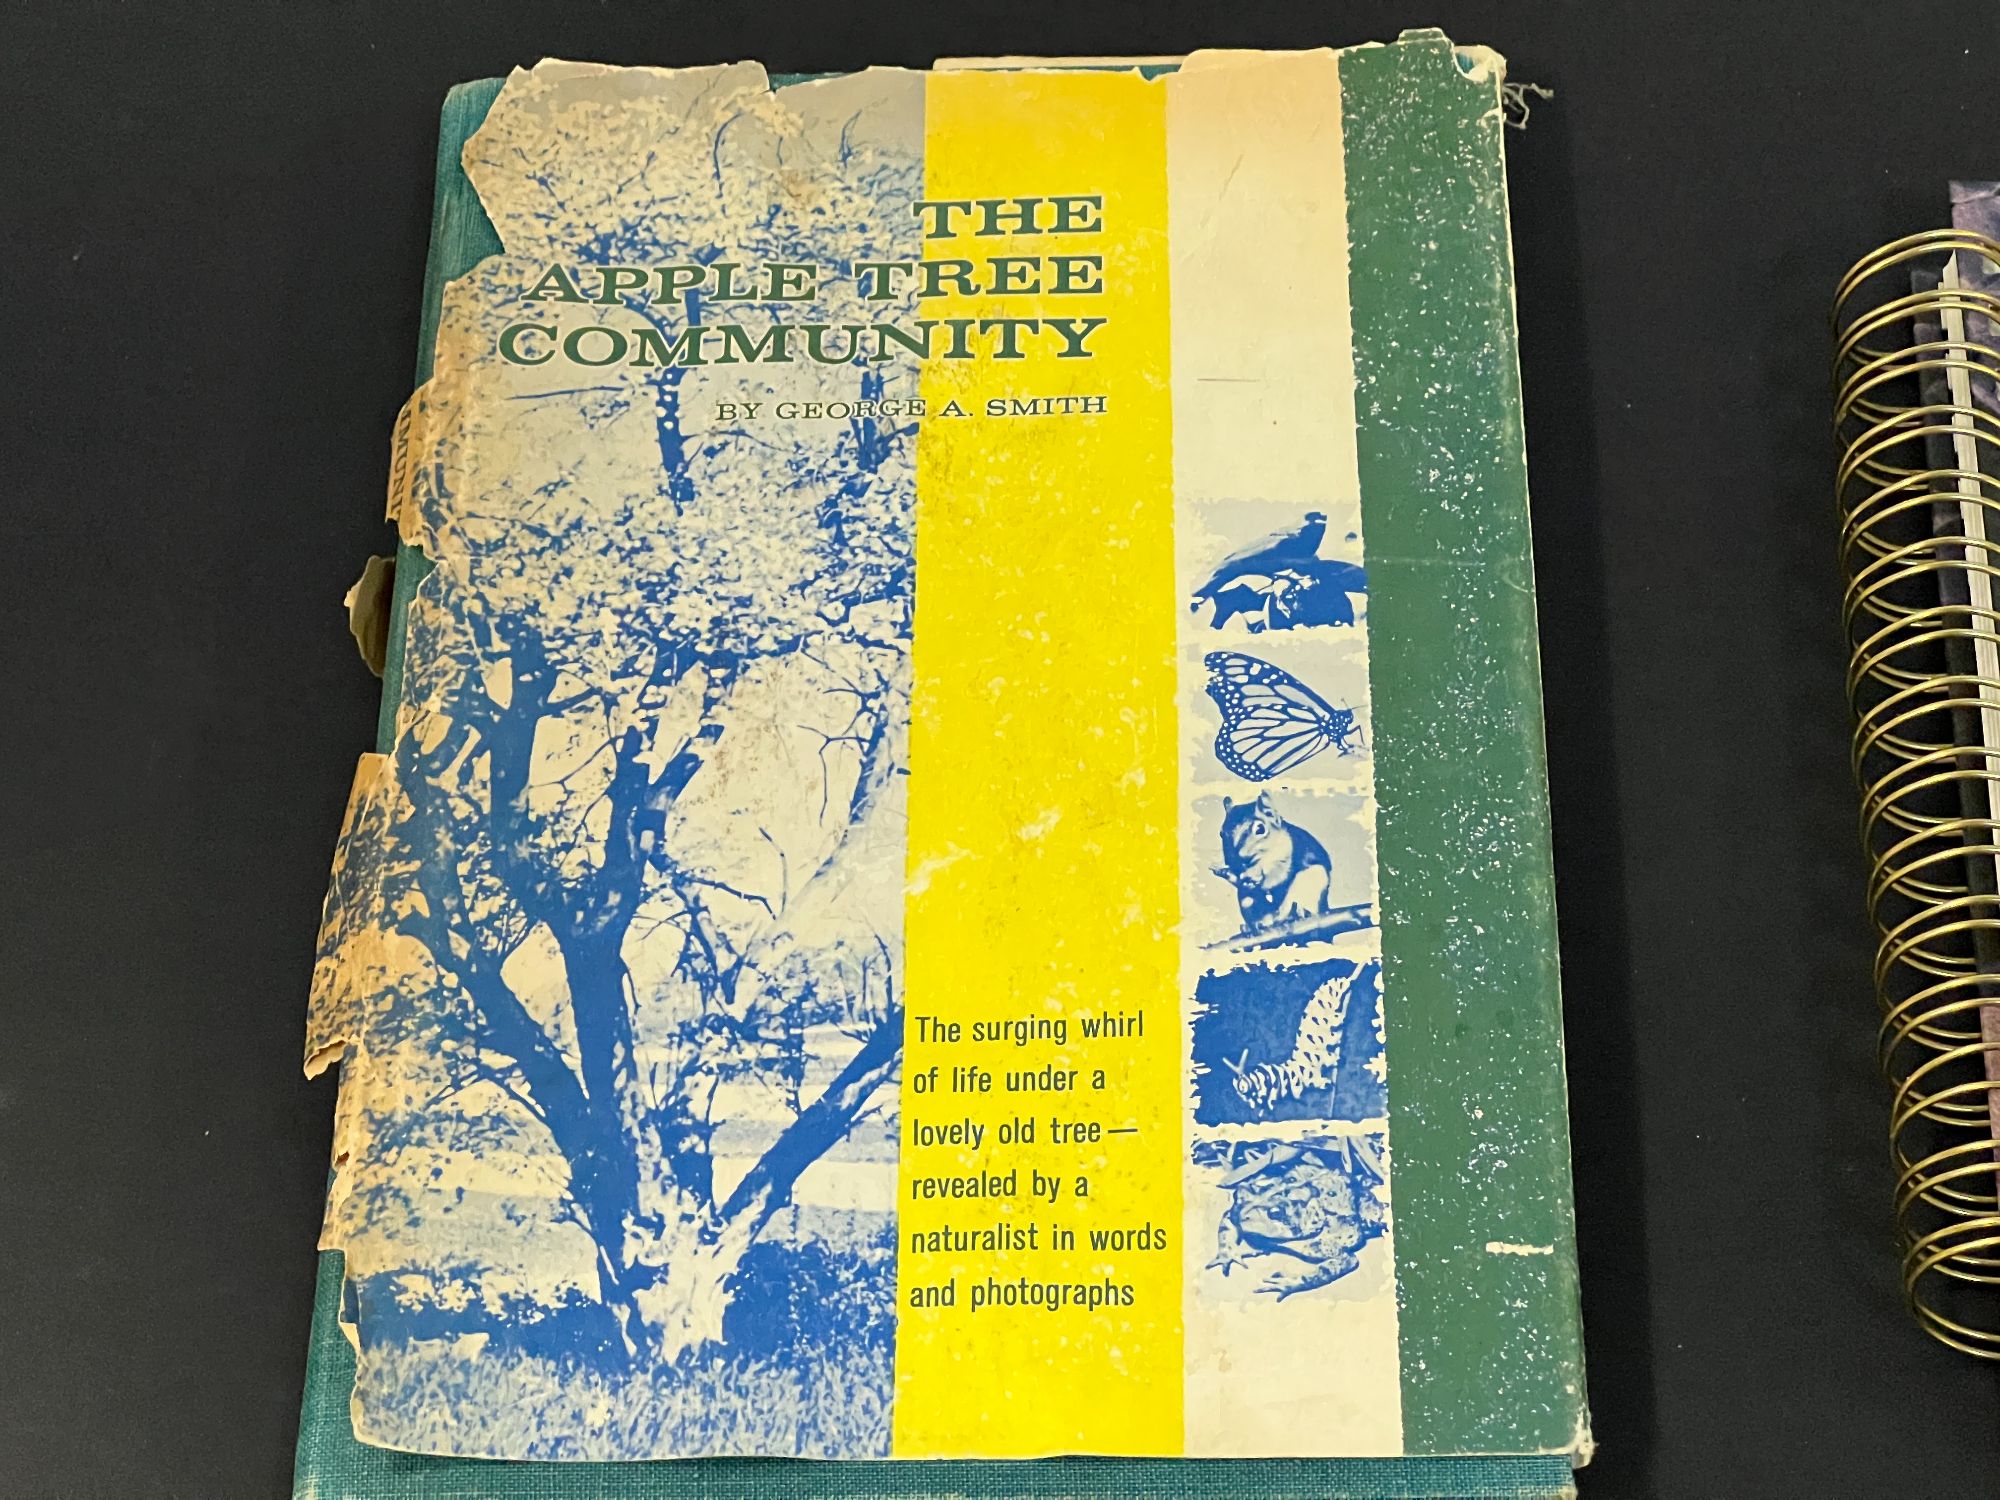 THE
APPLE TREE
COMMUNITY
BY GEORGE A. SMITH
The surging whirl
of life under a
lovely old tree—
revealed by a
naturalist in words
and photographs